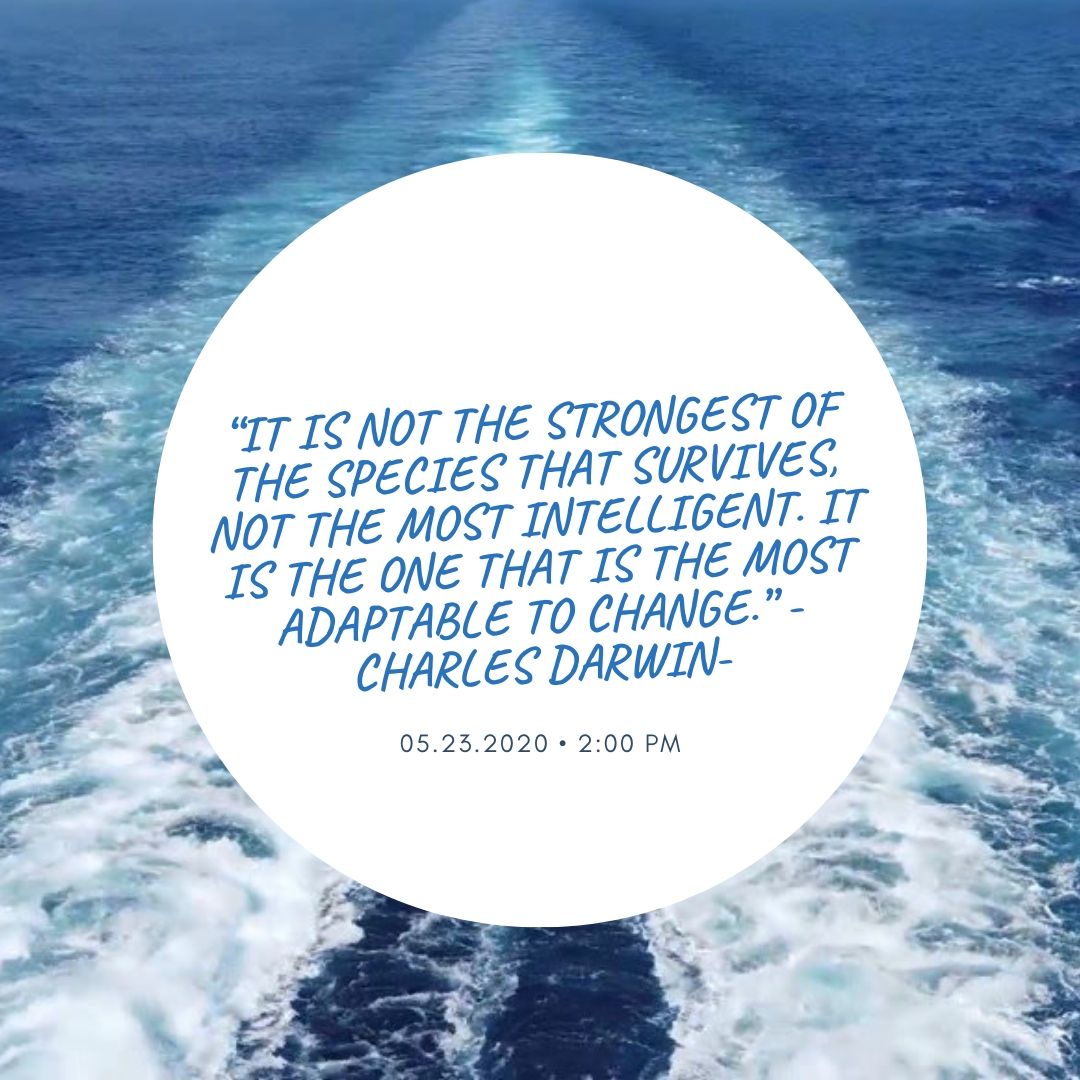 “IT IS NOT THE STRONGEST OF
THE SPECIES THAT SURVIVES,
NOT THE MOST INTELLIGENT. IT
IS THE ONE THAT IS THE MOST
ADAPTABLE TO CHANGE.” -
CHARLES DARWIN-
05.23.2020 • 2:00 PM